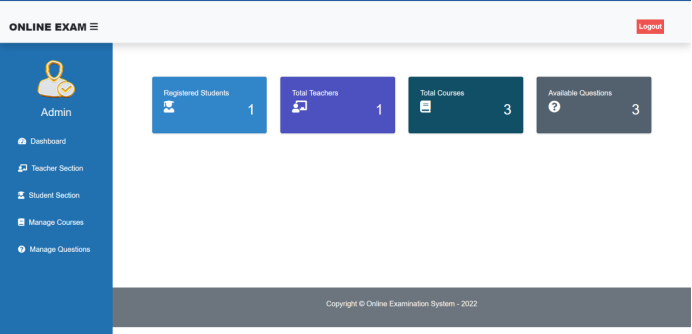 ONLINE EXAM
Logout
Admin
Dashboard
Teacher Section
Student Section
Manage Courses
Manage Questions
Registered Students
1
Total Teachers
1
Total Courses
3
Available Questions
3
Copyright © Online Examination System - 2022